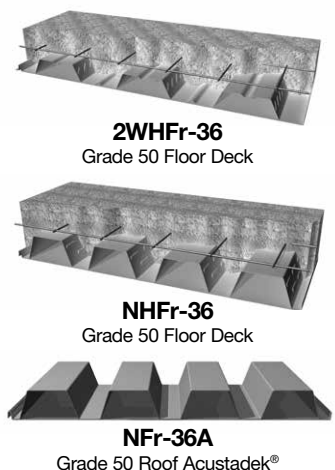 2WHFr-36
Grade 50 Floor Deck
NHFr-36
Grade 50 Floor Deck
NFr-36A
Grade 50 Roof Acustadek®